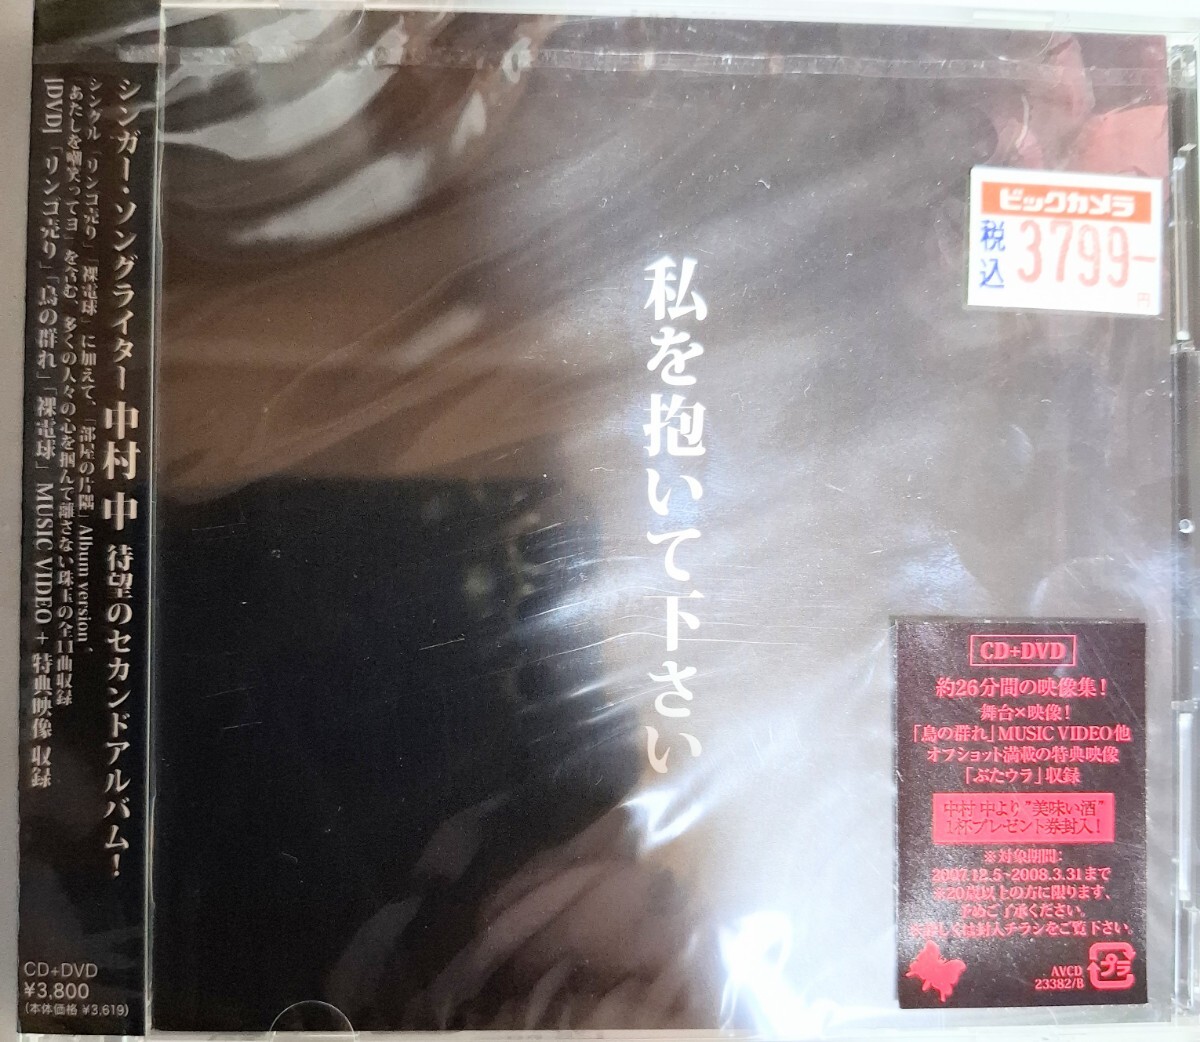 シンガー・ソングライター 中村 中 待望のセカンドアルバム!
シングル「リンゴ売り」「裸電球」に加えて、「部屋の片隅」Album version、
「あたしを嘲笑ってヨ」を含む、多くの人々の心を掴んで離さない珠玉の全11曲収録
[DVD]「リンゴ売り」「鳥の群れ」「裸電球」MUSIC VIDEO + 特典映像 収録
CD+DVD
¥3,800
(本体価格 ¥3,619)
私を抱いて下さい
ビックカメラ
税込 3799-
円
CD+DVD
約26分間の映像集!
舞台×映像!
「鳥の群れ」MUSIC VIDEO他
オフショット満載の特典映像
「ぶたウラ」収録
中村 中より"美味い酒"
1杯プレゼント券封入!
※対象期間:
2007.12.5~2008.3.31まで
※20歳以上の方に限ります、
予めご了承ください。
※詳しくは封入チラシをご覧下さい。
AVCD
23382/B
プラ